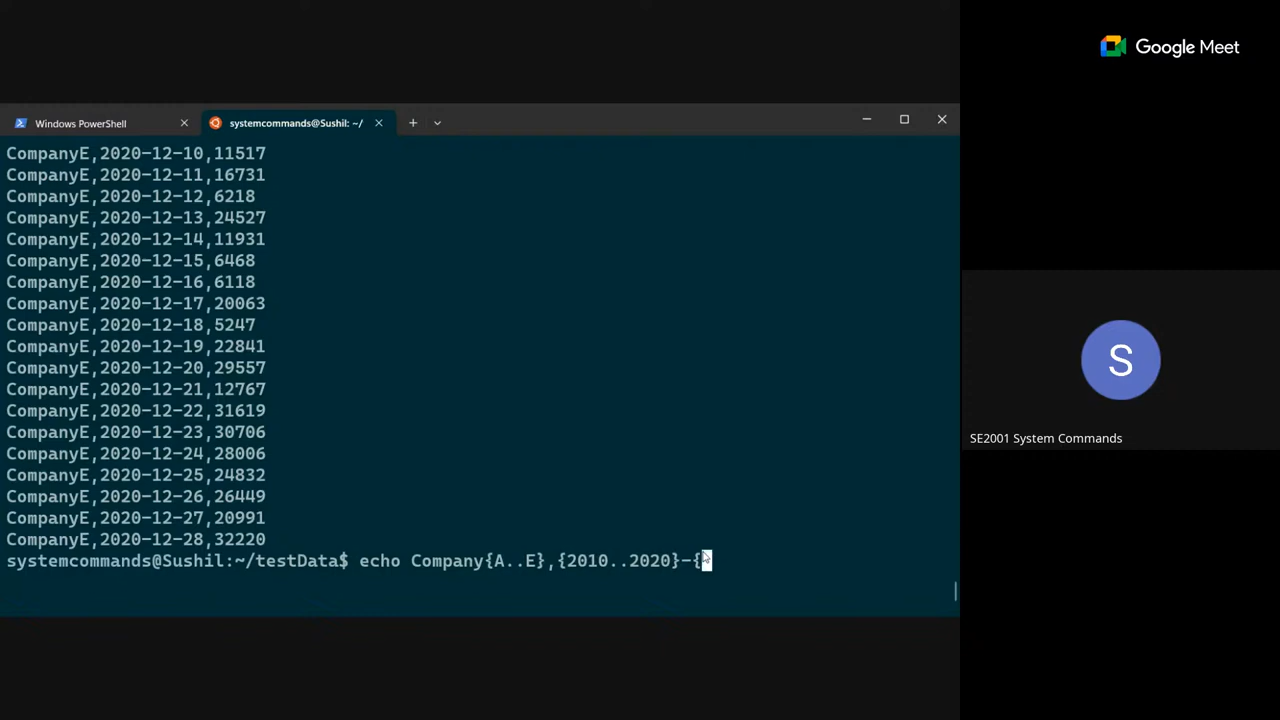 Google Meet
Windows PowerShell
systemcommands@Sushil: ~/
CompanyE,2020-12-10,11517
CompanyE,2020-12-11,16731
CompanyE,2020-12-12,6218
CompanyE,2020-12-13,24527
CompanyE,2020-12-14,11931
CompanyE,2020-12-15,6468
CompanyE,2020-12-16,6118
CompanyE,2020-12-17,20063
CompanyE,2020-12-18,5247
CompanyE,2020-12-19,22841
CompanyE,2020-12-20,29557
CompanyE,2020-12-21,12767
CompanyE,2020-12-22,31619
CompanyE,2020-12-23,30706
CompanyE,2020-12-24,28006
CompanyE,2020-12-25,24832
CompanyE,2020-12-26,26449
CompanyE,2020-12-27,20991
CompanyE,2020-12-28,32220
systemcommands@Sushil:~/testData$ echo Company{A..E},{2010..2020}-{
S
SE2001 System Commands